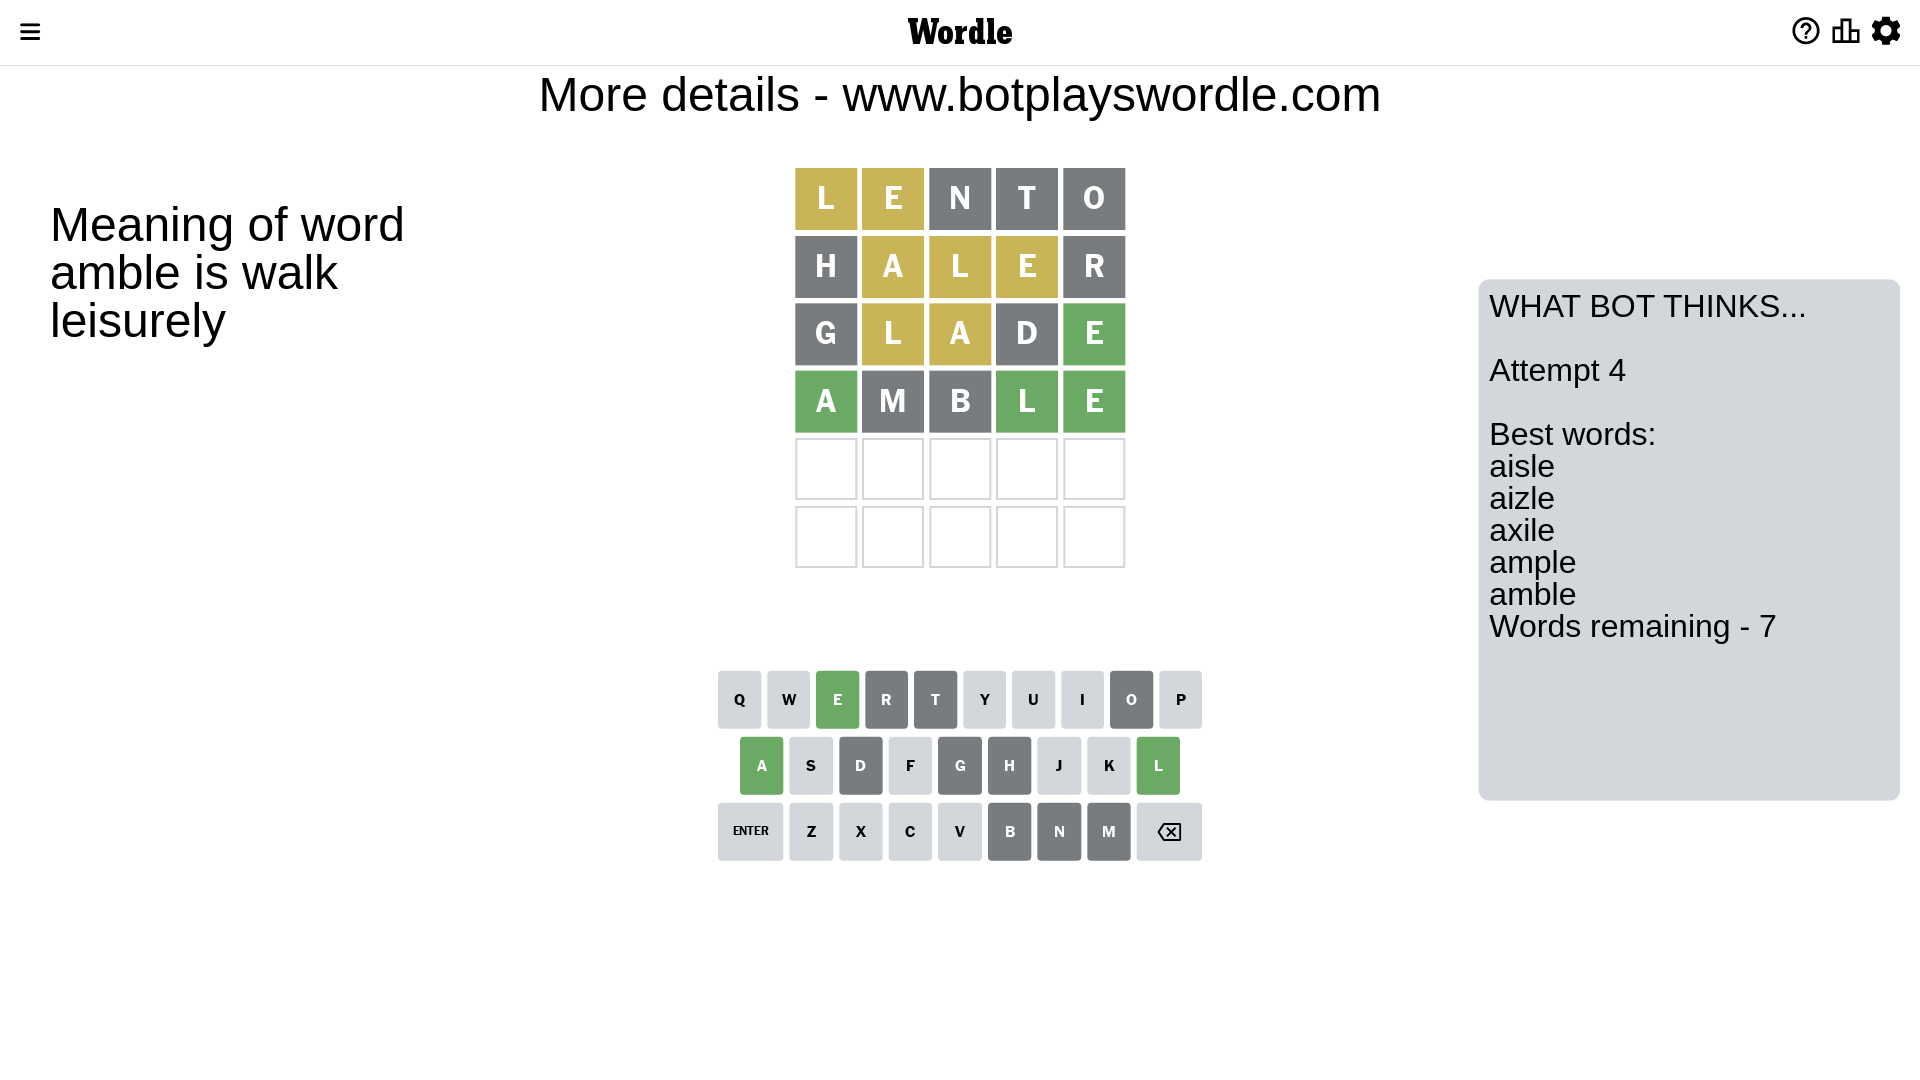 Wordle
More details - www.botplayswordle.com
Meaning of word
amble is walk
leisurely
L E N T O
H A L E R
G L A D E
A M B L E
WHAT BOT THINKS...
Attempt 4
Best words:
aisle
aizle
axile
ample
amble
Words remaining - 7
Q W E R T Y U I O P
A S D F G H J K L
ENTER Z X C V B N M